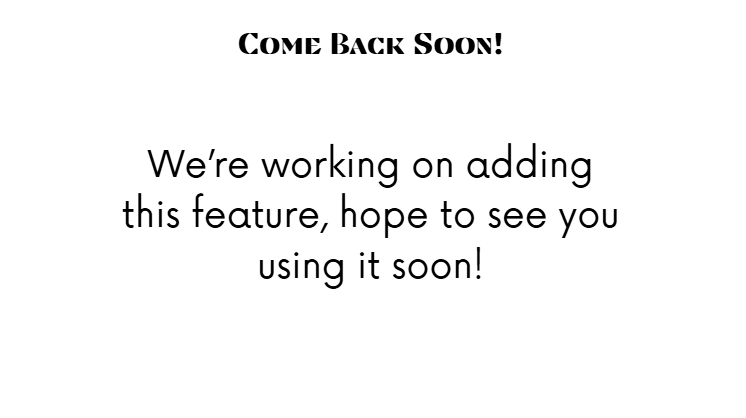 Come Back Soon!
We’re working on adding
this feature, hope to see you
using it soon!